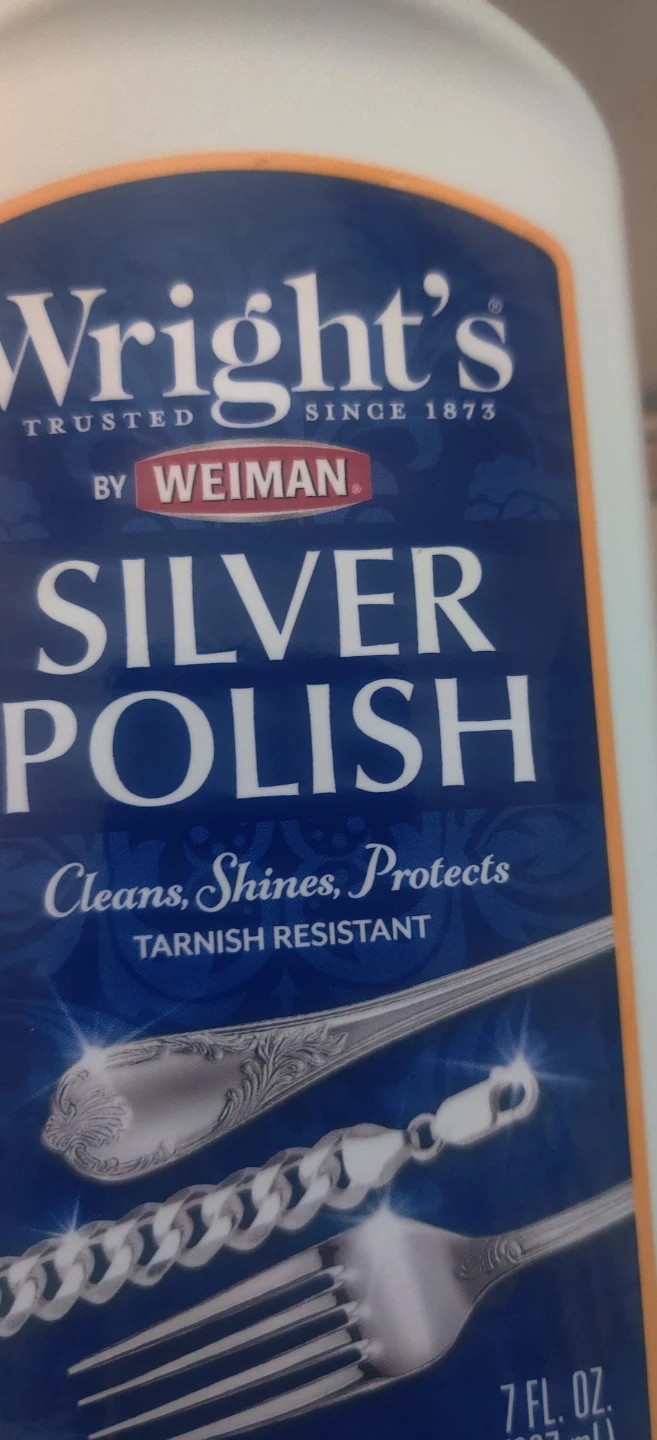 Wright's®
TRUSTED SINCE 1873
BY WEIMAN®
SILVER
POLISH
Cleans, Shines, Protects
TARNISH RESISTANT
7 FL. OZ.